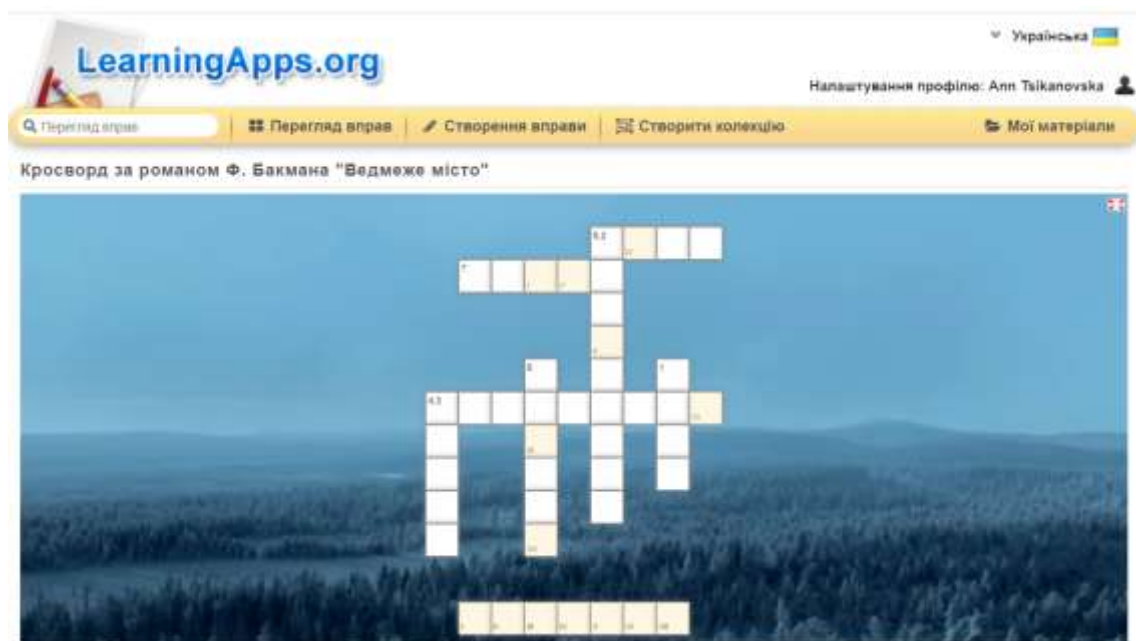 Українська
LearningApps.org
Налаштування профілю: Ann Tsikanovska
Перегляд вправ Перегляд вправ Створення вправи Створити колекцію Мої матеріали
Кросворд за романом Ф. Бакмана "Ведмеже місто"